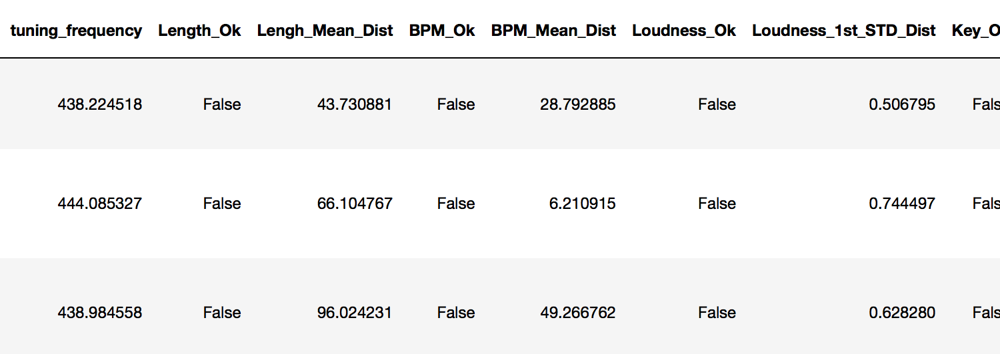 tuning_frequency Length_Ok Lengh_Mean_Dist BPM_Ok BPM_Mean_Dist Loudness_Ok Loudness_1st_STD_Dist Key_O
438.224518 False 43.730881 False 28.792885 False 0.506795 Fals
444.085327 False 66.104767 False 6.210915 False 0.744497 Fals
438.984558 False 96.024231 False 49.266762 False 0.628280 Fals